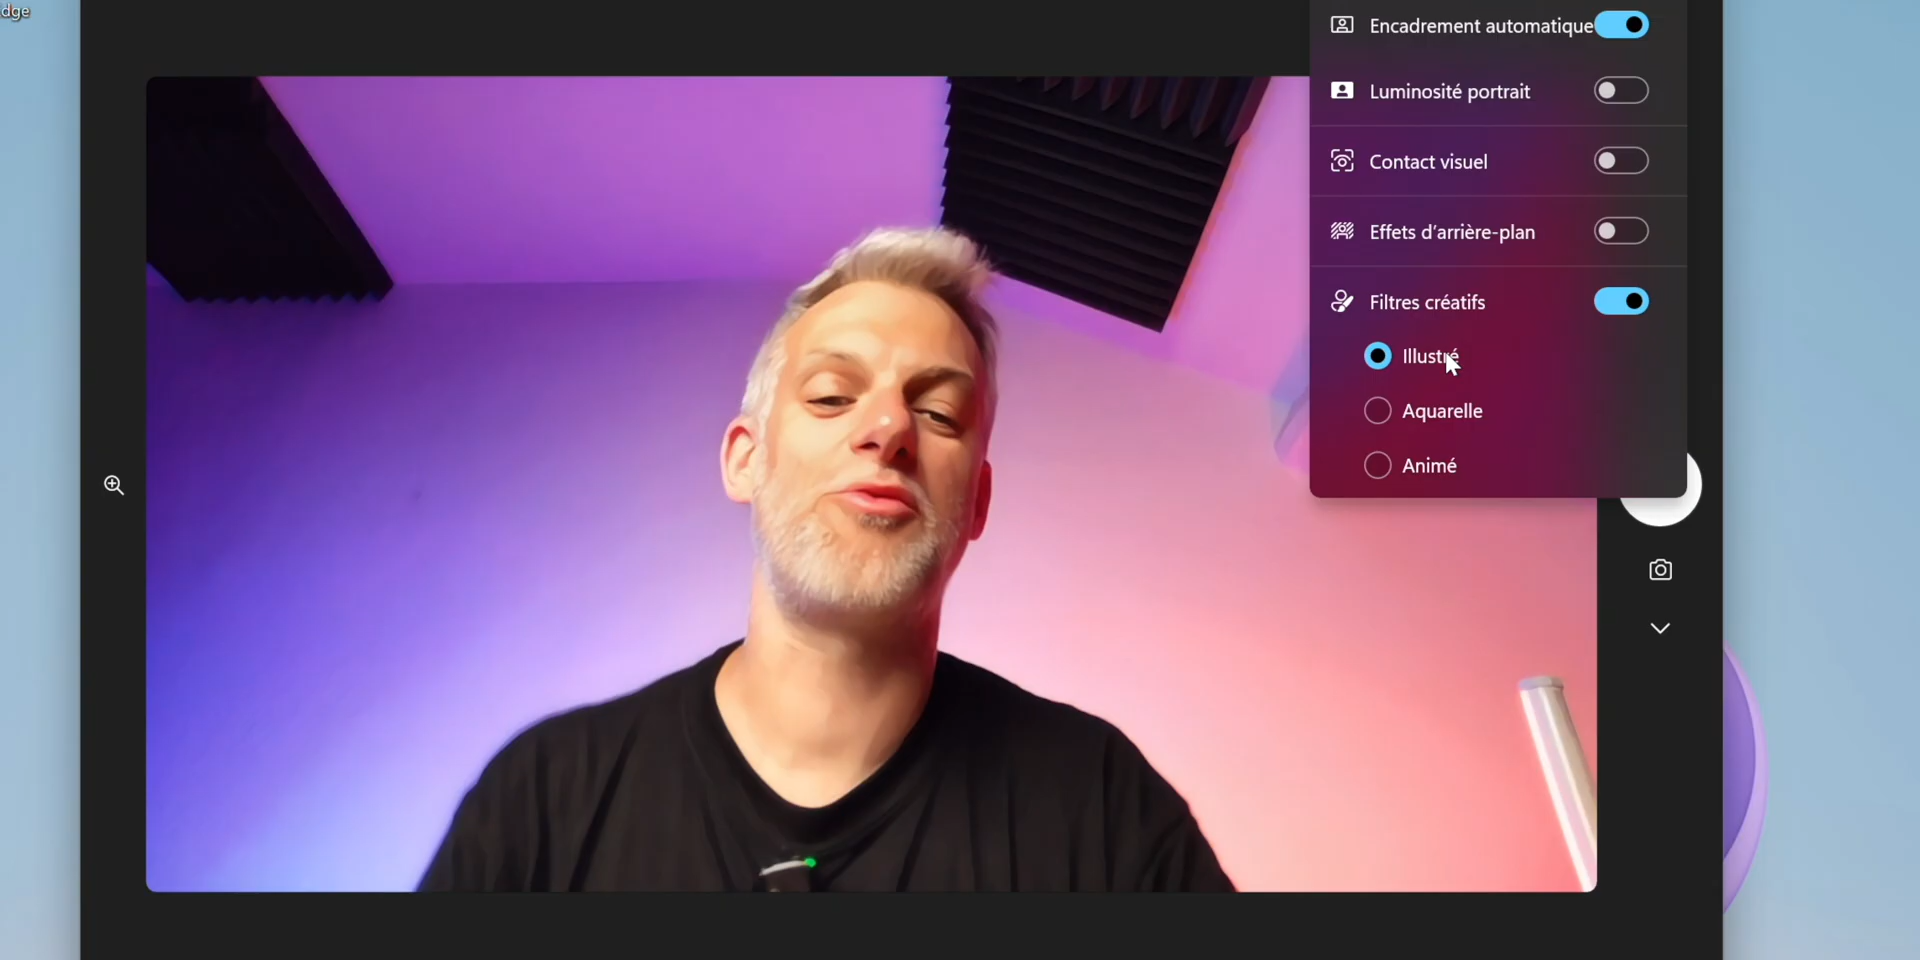 dge
Encadrement automatique
Luminosité portrait
Contact visuel
Effets d'arrière-plan
Filtres créatifs
Illustré
Aquarelle
Animé